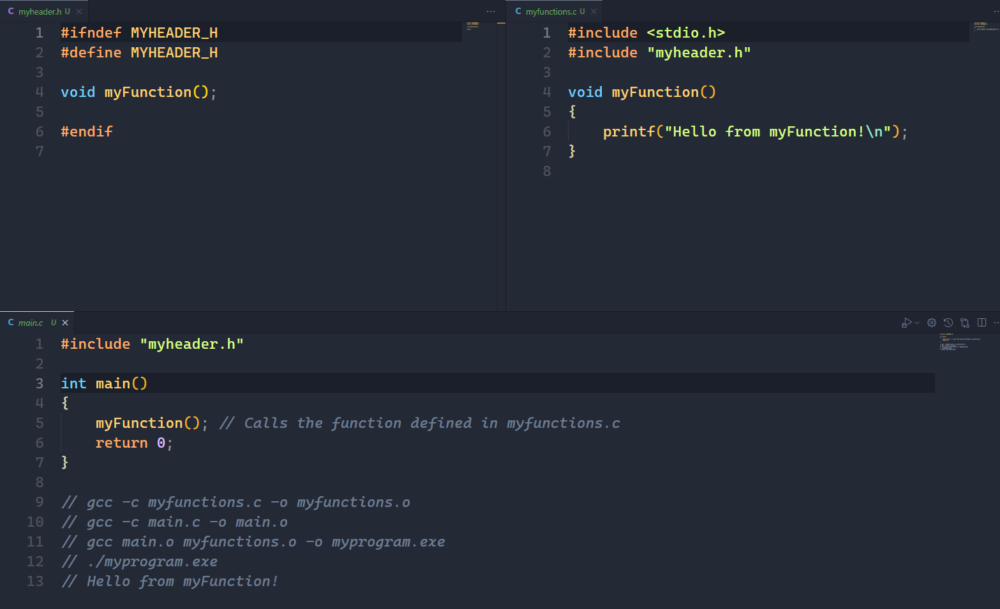 myheader.h U
#ifndef MYHEADER_H
#define MYHEADER_H

void myFunction();

#endif
myfunctions.c U
#include <stdio.h>
#include "myheader.h"

void myFunction()
{
    printf("Hello from myFunction!\n");
}
main.c U
#include "myheader.h"

int main()
{
    myFunction(); // Calls the function defined in myfunctions.c
    return 0;
}

// gcc -c myfunctions.c -o myfunctions.o
// gcc -c main.c -o main.o
// gcc main.o myfunctions.o -o myprogram.exe
// ./myprogram.exe
// Hello from myFunction!